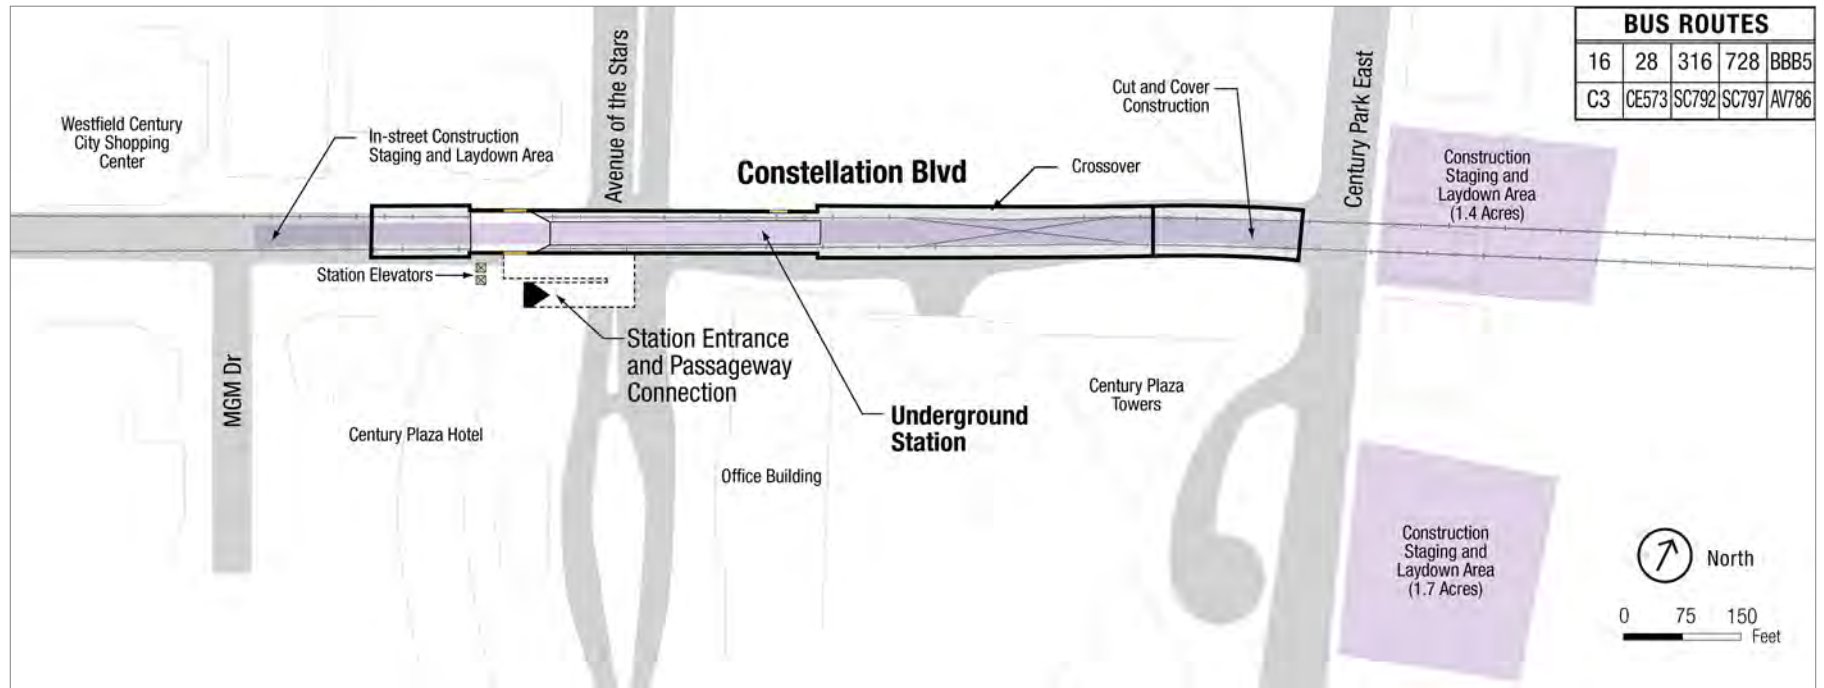 BUS ROUTES
16 28 316 728 BBB5
C3 CE573 SC792 SC797 AV786
Avenue of the Stars
Century Park East
Cut and Cover
Construction
Westfield Century
City Shopping
Center
In-street Construction
Staging and Laydown Area
Constellation Blvd
Crossover
Construction
Staging and
Laydown Area
(1.4 Acres)
Station Elevators
Station Entrance
and Passageway
Connection
MGM Dr
Century Plaza
Towers
Underground
Station
Century Plaza Hotel
Office Building
Construction
Staging and
Laydown Area
(1.7 Acres)
North
0 75 150
Feet